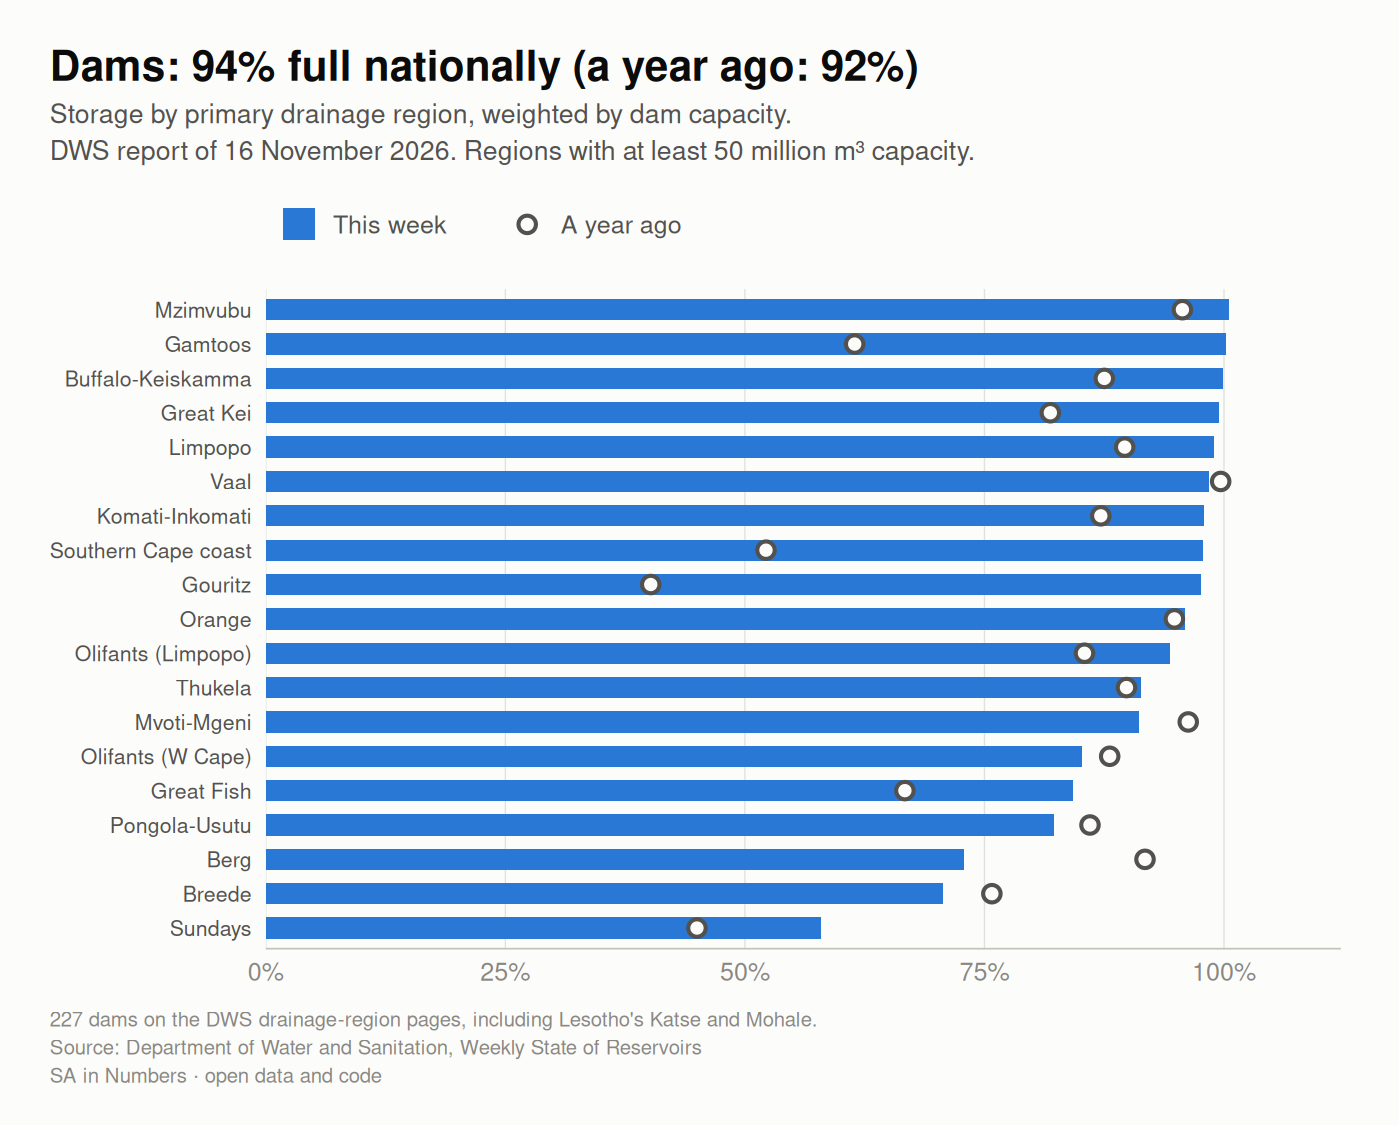 Dams: 94% full nationally (a year ago: 92%)
Storage by primary drainage region, weighted by dam capacity.
DWS report of 16 November 2026. Regions with at least 50 million m³ capacity.
This week
A year ago
Mzimvubu
Gamtoos
Buffalo-Keiskamma
Great Kei
Limpopo
Vaal
Komati-Inkomati
Southern Cape coast
Gouritz
Orange
Olifants (Limpopo)
Thukela
Mvoti-Mgeni
Olifants (W Cape)
Great Fish
Pongola-Usutu
Berg
Breede
Sundays
0% 25% 50% 75% 100%
227 dams on the DWS drainage-region pages, including Lesotho's Katse and Mohale.
Source: Department of Water and Sanitation, Weekly State of Reservoirs
SA in Numbers · open data and code